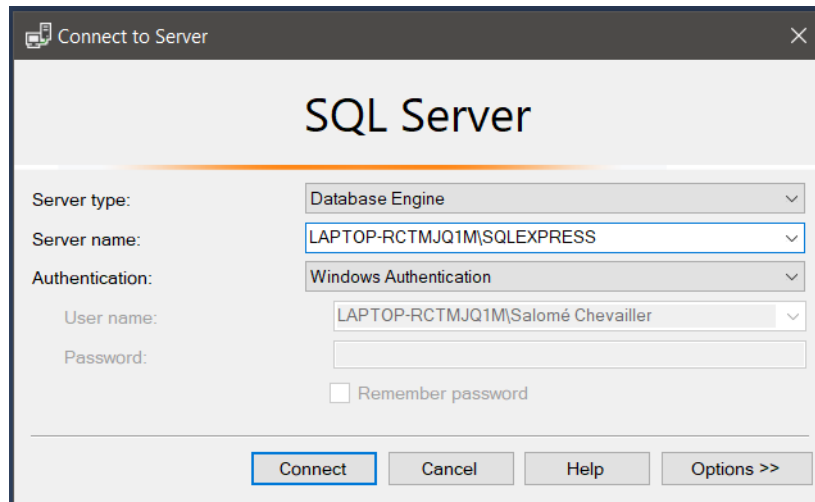 Connect to Server
SQL Server
Server type: Database Engine
Server name: LAPTOP-RCTMJQ1M\SQLEXPRESS
Authentication: Windows Authentication
User name: LAPTOP-RCTMJQ1M\Salomé Chevailler
Password:
Remember password
Connect Cancel Help Options >>